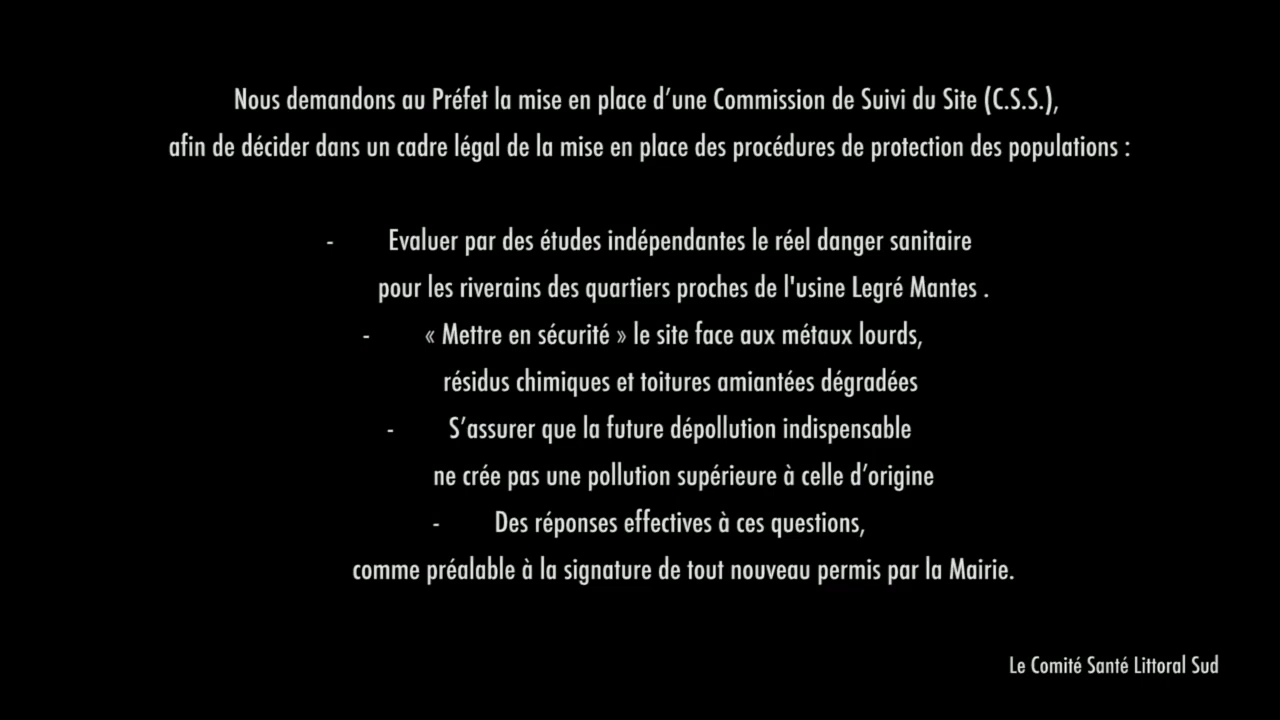 Nous demandons au Préfet la mise en place d’une Commission de Suivi du Site (C.S.S.),
afin de décider dans un cadre légal de la mise en place des procédures de protection des populations :
- Evaluer par des études indépendantes le réel danger sanitaire
pour les riverains des quartiers proches de l'usine Legré Mantes .
- « Mettre en sécurité » le site face aux métaux lourds,
résidus chimiques et toitures amiantées dégradées
- S’assurer que la future dépollution indispensable
ne crée pas une pollution supérieure à celle d’origine
- Des réponses effectives à ces questions,
comme préalable à la signature de tout nouveau permis par la Mairie.
Le Comité Santé Littoral Sud